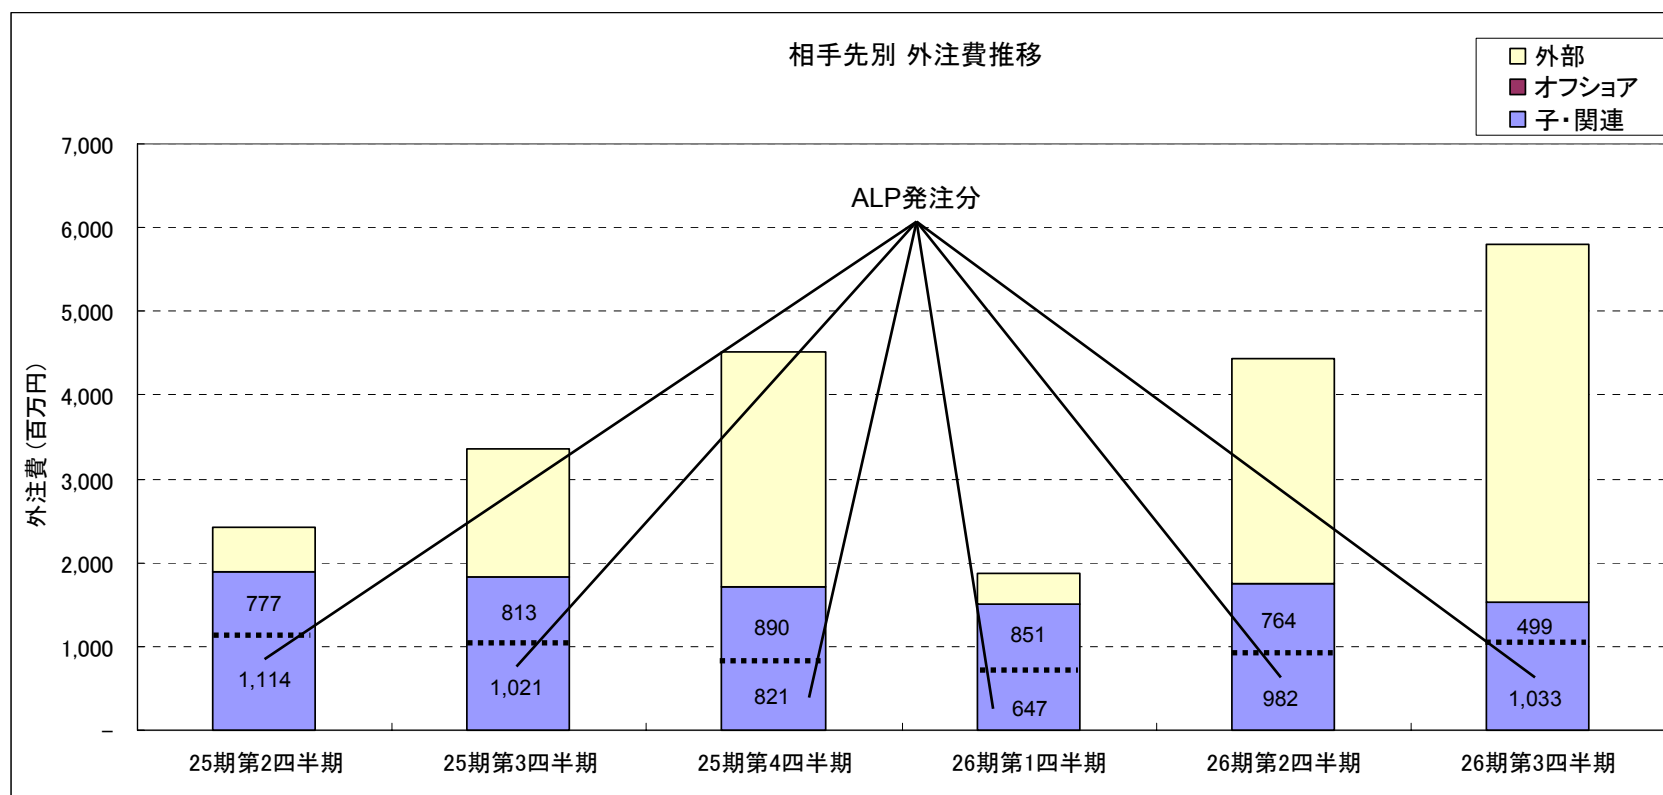 相手先別 外注費推移
外部
オフショア
子・関連
外注費(百万円)
7,000
6,000
5,000
4,000
3,000
2,000
1,000
–
ALP発注分
777
813
890
851
764
499
1,114
1,021
821
647
982
1,033
25期第2四半期
25期第3四半期
25期第4四半期
26期第1四半期
26期第2四半期
26期第3四半期